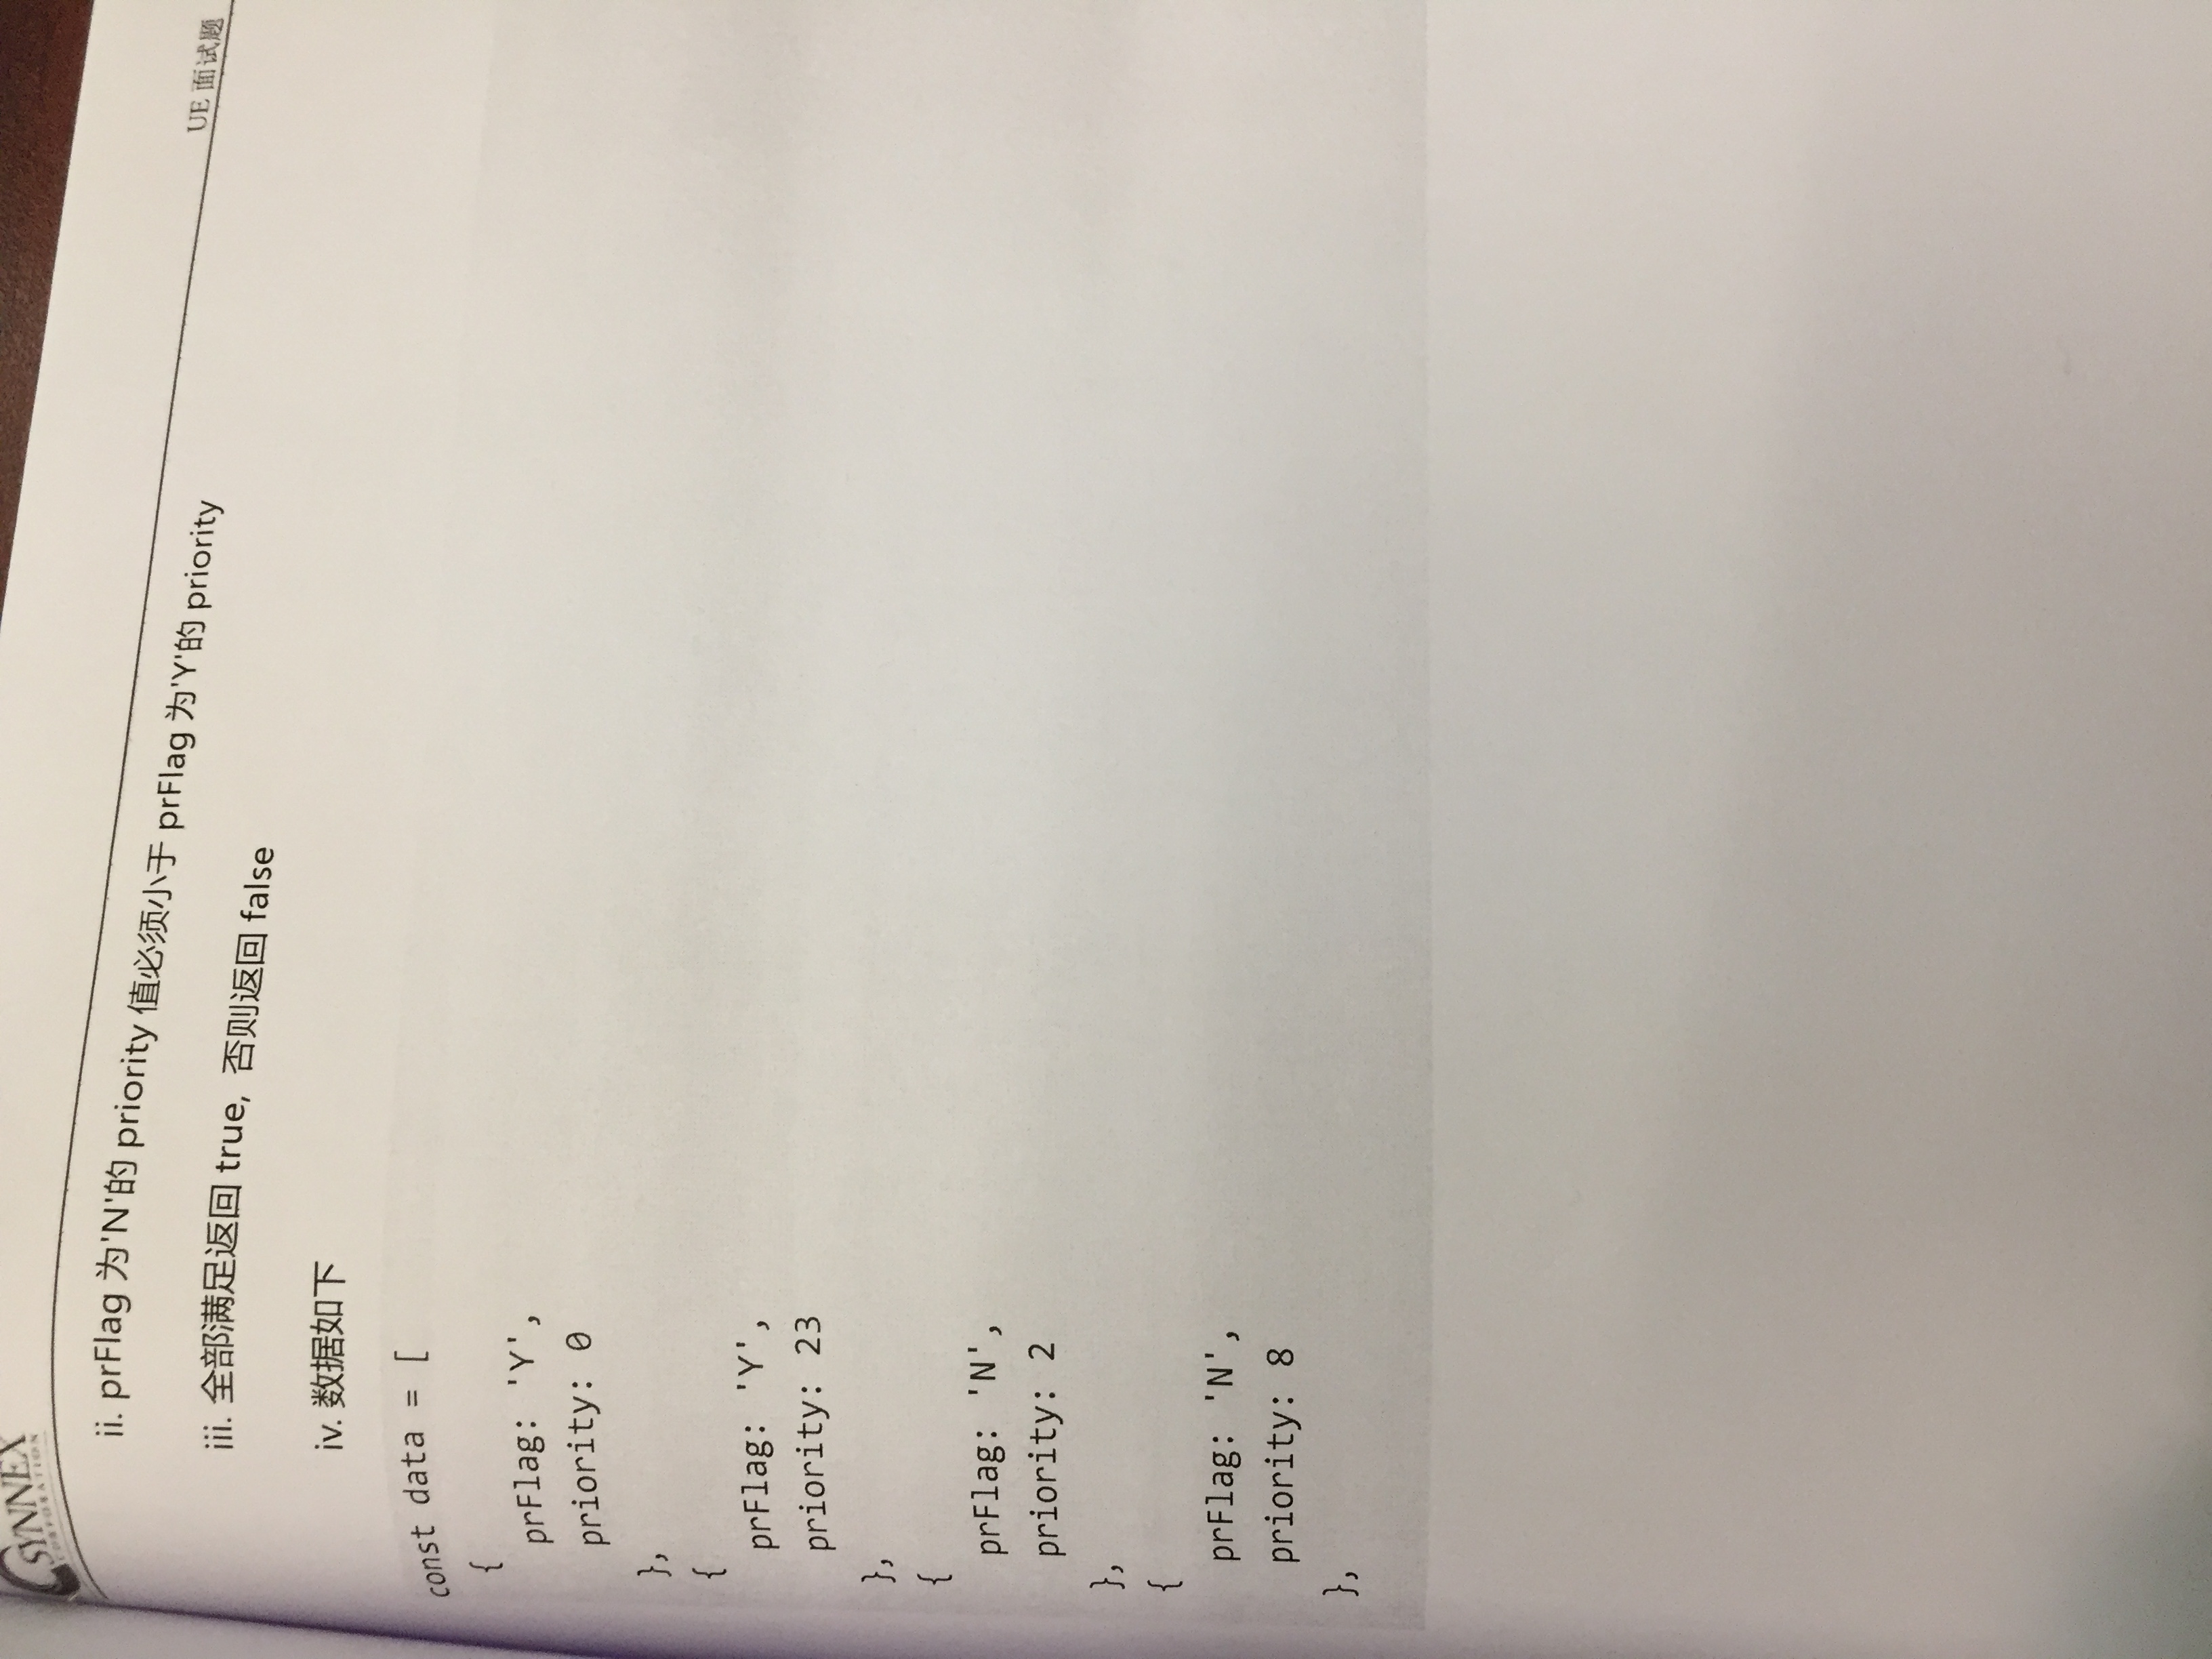 SYNNEX
CORPORATION
UE 面试题
ii. prFlag 为'N'的 priority 值必须小于 prFlag 为'Y'的 priority
iii. 全部满足返回 true, 否则返回 false
iv. 数据如下
const data = [
{
prFlag: 'Y',
priority: 0
},
{
prFlag: 'Y',
priority: 23
},
{
prFlag: 'N',
priority: 2
},
{
prFlag: 'N',
priority: 8
},